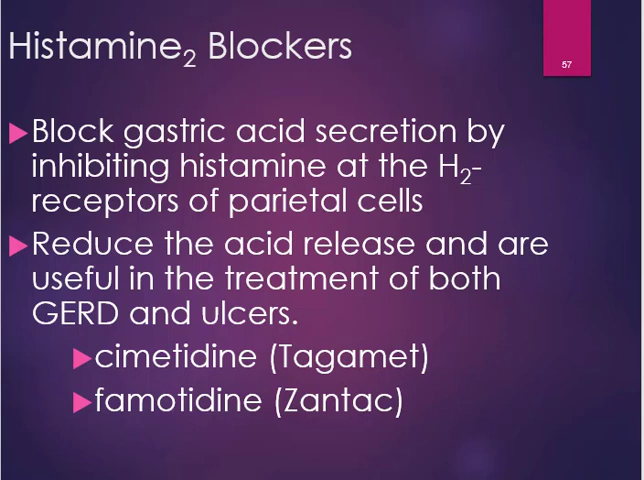 Histamine₂ Blockers
57
Block gastric acid secretion by
inhibiting histamine at the H₂-
receptors of parietal cells
Reduce the acid release and are
useful in the treatment of both
GERD and ulcers.
cimetidine (Tagamet)
famotidine (Zantac)